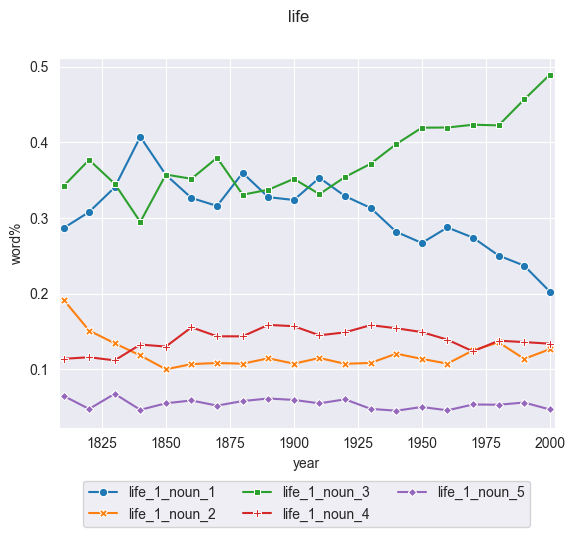 life
0.5
0.4
0.3
0.2
0.1
word%
1825 1850 1875 1900 1925 1950 1975 2000
year
life_1_noun_1 life_1_noun_3 life_1_noun_5
life_1_noun_2 life_1_noun_4